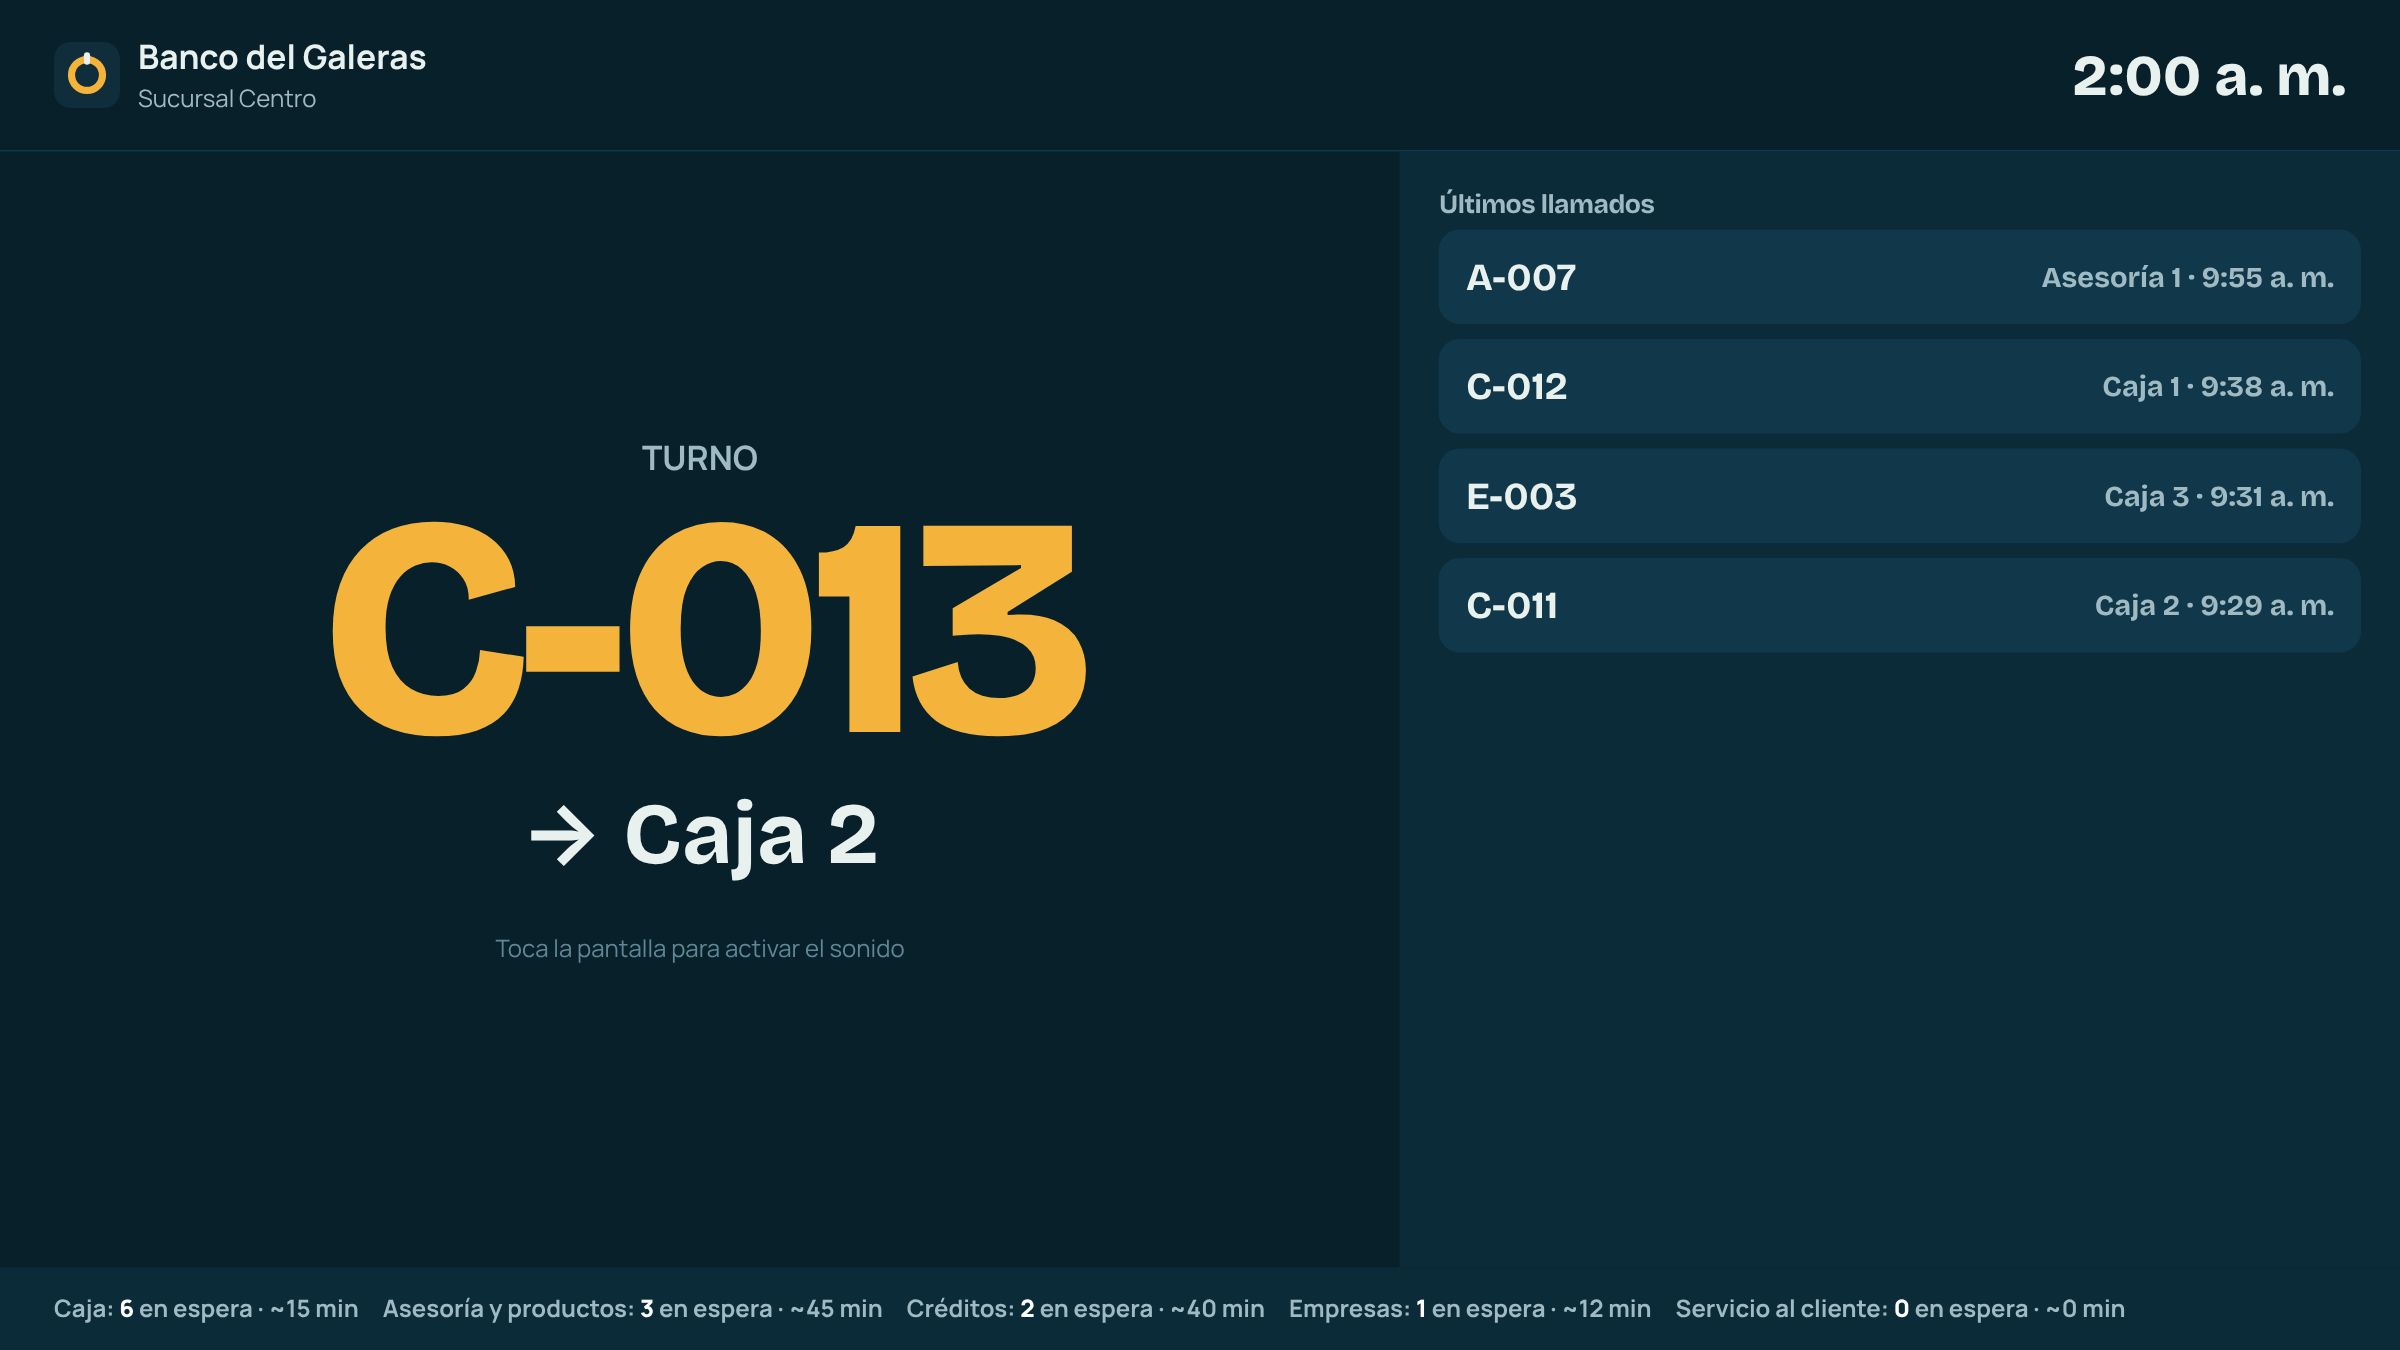 Banco del Galeras
Sucursal Centro
2:00 a. m.
TURNO
C-013
→ Caja 2
Toca la pantalla para activar el sonido
Últimos llamados
A-007 Asesoría 1 · 9:55 a. m.
C-012 Caja 1 · 9:38 a. m.
E-003 Caja 3 · 9:31 a. m.
C-011 Caja 2 · 9:29 a. m.
Caja: 6 en espera · ~15 min Asesoría y productos: 3 en espera · ~45 min Créditos: 2 en espera · ~40 min Empresas: 1 en espera · ~12 min Servicio al cliente: 0 en espera · ~0 min